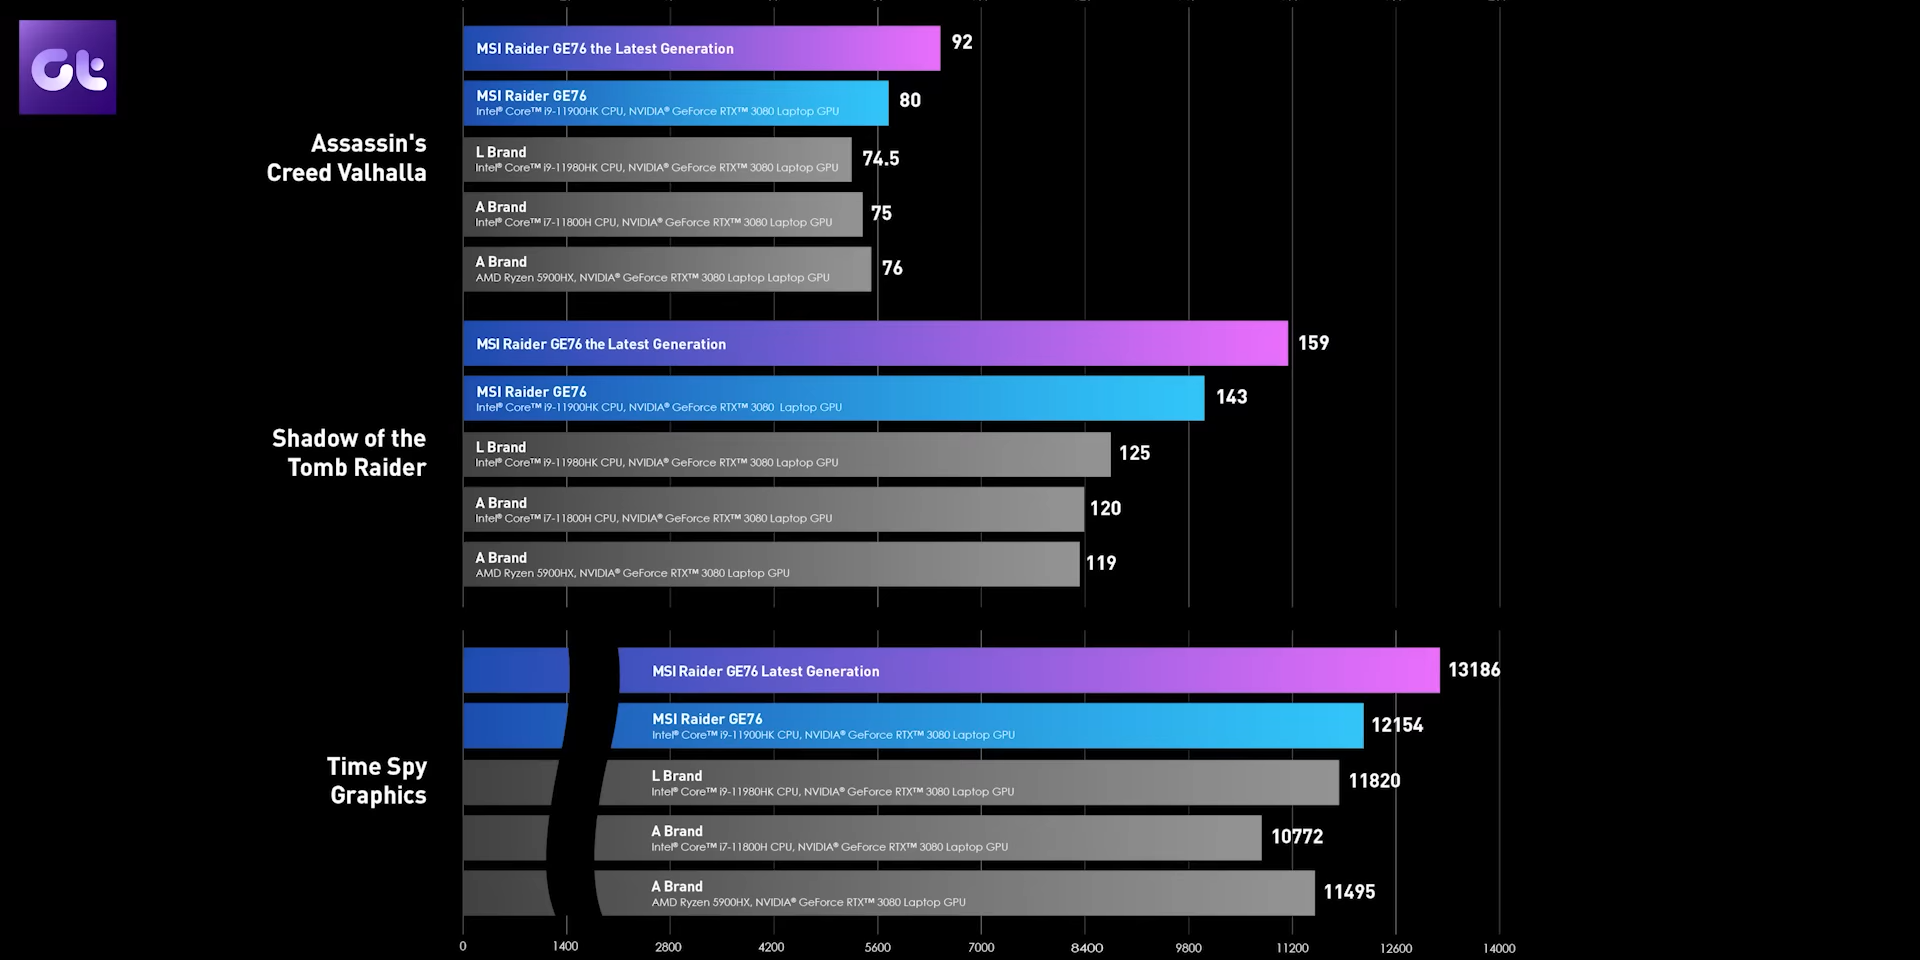 Gt
Assassin's
Creed Valhalla
MSI Raider GE76 the Latest Generation
92
MSI Raider GE76
Intel® Core™ i9-11900HK CPU, NVIDIA® GeForce RTX™ 3080 Laptop GPU
80
L Brand
Intel® Core™ i9-11980HK CPU, NVIDIA® GeForce RTX™ 3080 Laptop GPU
74.5
A Brand
Intel® Core™ i7-11800H CPU, NVIDIA® GeForce RTX™ 3080 Laptop GPU
75
A Brand
AMD Ryzen 5900HX, NVIDIA® GeForce RTX™ 3080 Laptop Laptop GPU
76
Shadow of the
Tomb Raider
MSI Raider GE76 the Latest Generation
159
MSI Raider GE76
Intel® Core™ i9-11900HK CPU, NVIDIA® GeForce RTX™ 3080 Laptop GPU
143
L Brand
Intel® Core™ i9-11980HK CPU, NVIDIA® GeForce RTX™ 3080 Laptop GPU
125
A Brand
Intel® Core™ i7-11800H CPU, NVIDIA® GeForce RTX™ 3080 Laptop GPU
120
A Brand
AMD Ryzen 5900HX, NVIDIA® GeForce RTX™ 3080 Laptop GPU
119
Time Spy
Graphics
MSI Raider GE76 Latest Generation
13186
MSI Raider GE76
Intel® Core™ i9-11900HK CPU, NVIDIA® GeForce RTX™ 3080 Laptop GPU
12154
L Brand
Intel® Core™ i9-11980HK CPU, NVIDIA® GeForce RTX™ 3080 Laptop GPU
11820
A Brand
Intel® Core™ i7-11800H CPU, NVIDIA® GeForce RTX™ 3080 Laptop GPU
10772
A Brand
AMD Ryzen 5900HX, NVIDIA® GeForce RTX™ 3080 Laptop GPU
11495
0 1400 2800 4200 5600 7000 8400 9800 11200 12600 14000